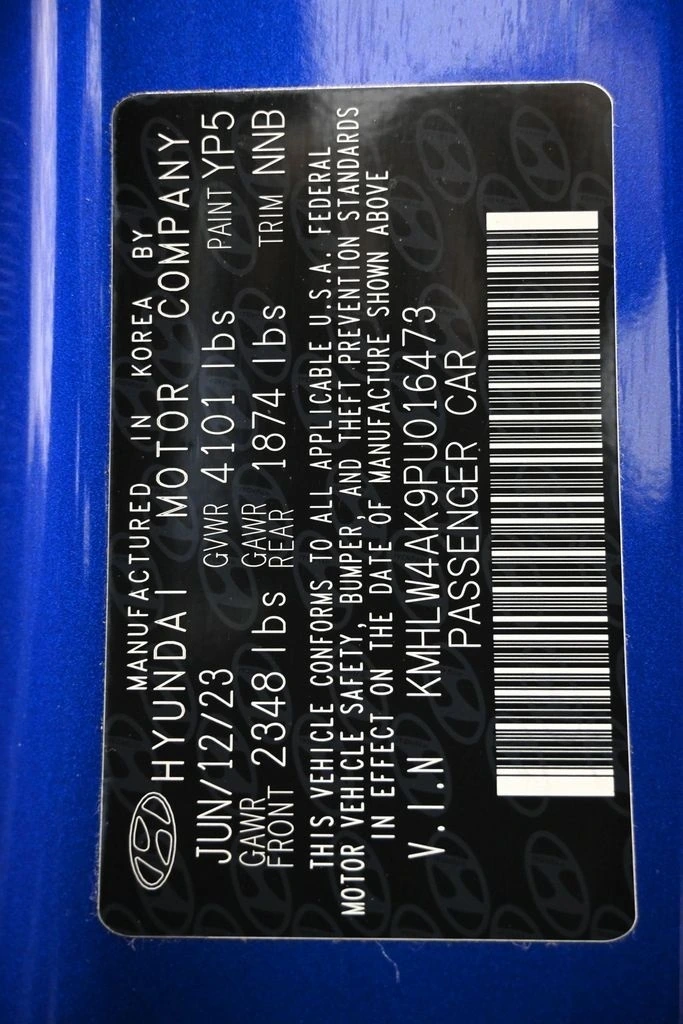 MANUFACTURED IN KOREA BY
HYUNDAI MOTOR COMPANY
JUN/12/23 GVWR 4101 lbs PAINT YP5
GAWR FRONT 2348 lbs GAWR REAR 1874 lbs TRIM NNB
THIS VEHICLE CONFORMS TO ALL APPLICABLE U.S.A. FEDERAL
MOTOR VEHICLE SAFETY, BUMPER, AND THEFT PREVENTION STANDARDS
IN EFFECT ON THE DATE OF MANUFACTURE SHOWN ABOVE
V.I.N KMHLW4AK9PU016473
PASSENGER CAR